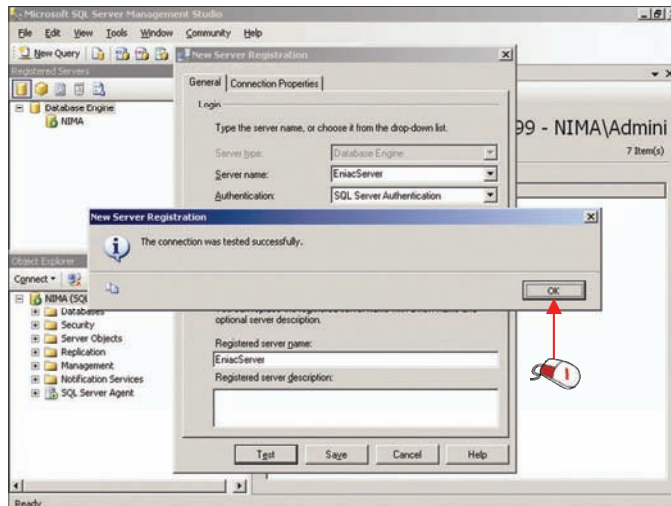 Microsoft SQL Server Management Studio
File Edit View Tools Window Community Help
New Query
Registered Servers
Database Engine
NIMA
New Server Registration
General Connection Properties
Login
Type the server name, or choose it from the drop-down list.
Server type: Database Engine
Server name: EniacServer
Authentication: SQL Server Authentication
99 - NIMA\Admini
7 Item(s)
New Server Registration
The connection was tested successfully.
OK
Object Explorer
Connect
NIMA (SQL
Databases
Security
Server Objects
Replication
Management
Notification Services
SQL Server Agent
optional server description.
Registered server name:
EniacServer
Registered server description:
Test Save Cancel Help
Ready